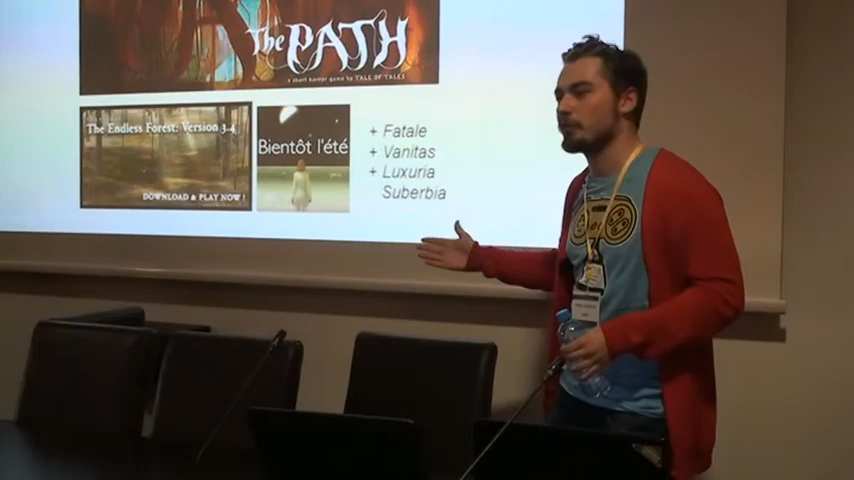 The PATH
a short horror game by TALE OF TALES
The Endless Forest: Version 3.4
DOWNLOAD & PLAY NOW !
Bientôt l'été
+ Fatale
+ Vanitas
+ Luxuria
Suberbia